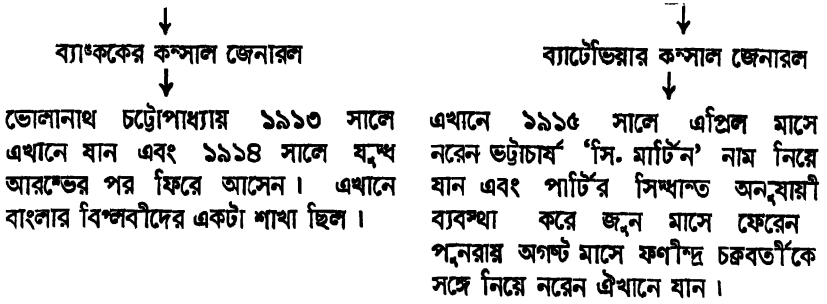 ব্যাংককের কন্সাল জেনারল
ভোলানাথ চট্টোপাধ্যায় ১৯১৩ সালে
এখানে যান এবং ১৯১৪ সালে যুদ্ধ
আরম্ভের পর ফিরে আসেন। এখানে
বাংলার বিপ্লবীদের একটা শাখা ছিল।
ব্যাটেভিয়ার কন্সাল জেনারল
এখানে ১৯১৫ সালে এপ্রিল মাসে
নরেন ভট্টাচার্য ‘সি. মার্টিন’ নাম নিয়ে
যান এবং পার্টির সিদ্ধান্ত অনুযায়ী
ব্যবস্থা করে জুন মাসে ফেরেন
পুনরায় অগষ্ট মাসে ফণীন্দ্র চক্রবর্তীকে
সঙ্গে নিয়ে নরেন ঐখানে যান।